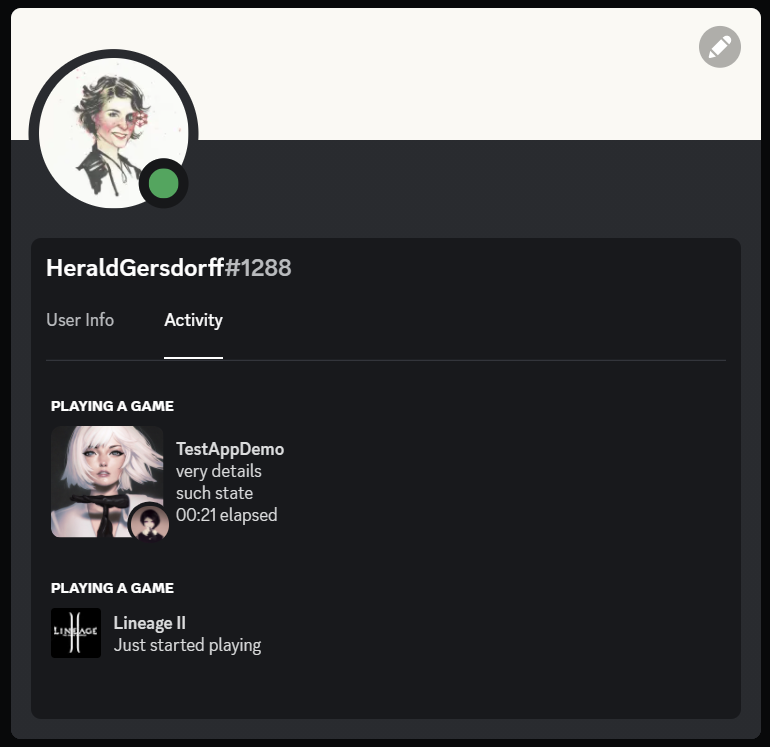 HeraldGersdorff#1288
User Info
Activity
PLAYING A GAME
TestAppDemo
very details
such state
00:21 elapsed
PLAYING A GAME
LINEAGE
Lineage II
Just started playing